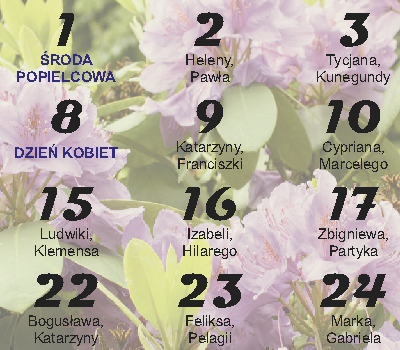 1 2 3
ŚRODA POPIELCOWA Heleny, Pawła Tycjana, Kunegundy
8 9 10
DZIEŃ KOBIET Katarzyny, Franciszki Cypriana, Marcelego
15 16 17
Ludwiki, Klemensa Izabeli, Hilarego Zbigniewa, Partyka
22 23 24
Bogusława, Katarzyny Feliksa, Pelagii Marka, Gabriela